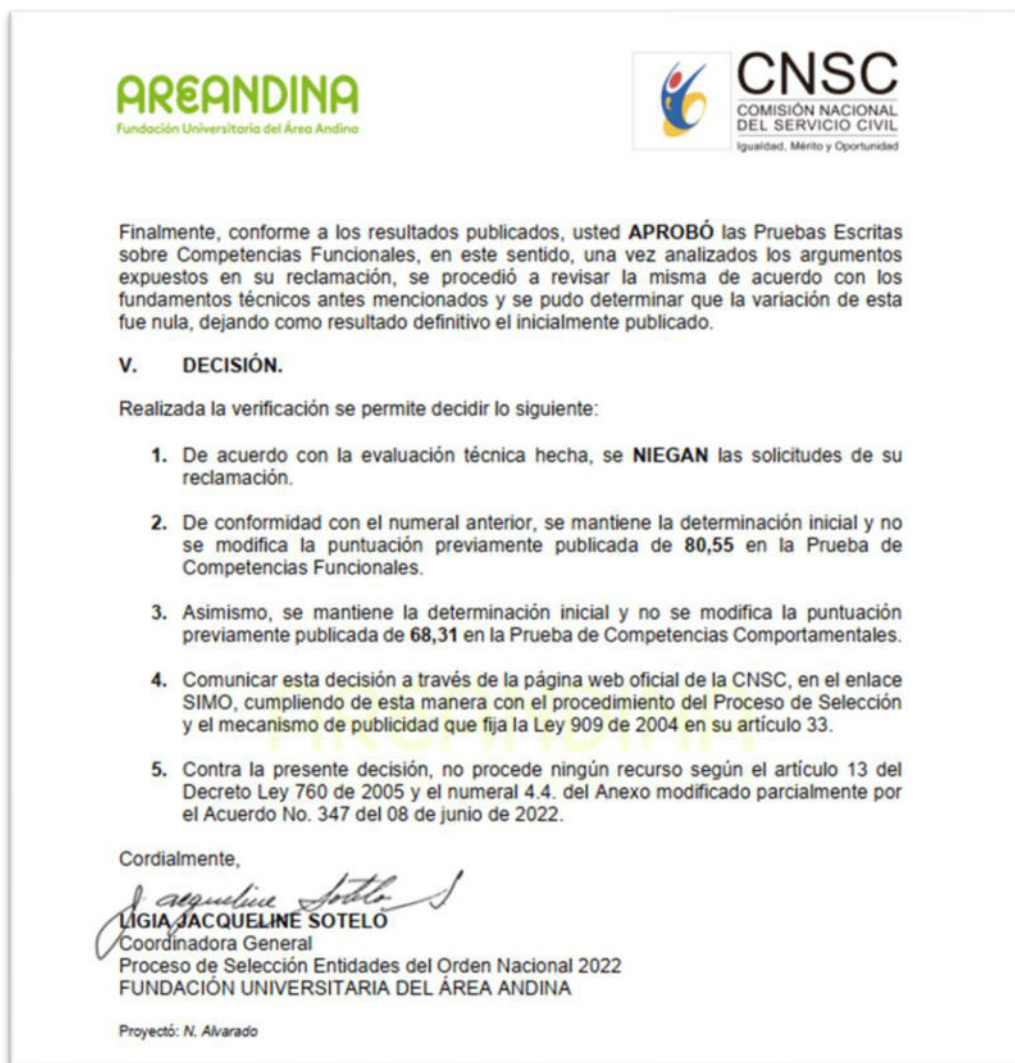 AREANDINA
Fundación Universitaria del Área Andina
CNSC
COMISIÓN NACIONAL
DEL SERVICIO CIVIL
Igualdad, Mérito y Oportunidad
Finalmente, conforme a los resultados publicados, usted APROBÓ las Pruebas Escritas
sobre Competencias Funcionales, en este sentido, una vez analizados los argumentos
expuestos en su reclamación, se procedió a revisar la misma de acuerdo con los
fundamentos técnicos antes mencionados y se pudo determinar que la variación de esta
fue nula, dejando como resultado definitivo el inicialmente publicado.
V. DECISIÓN.
Realizada la verificación se permite decidir lo siguiente:
1. De acuerdo con la evaluación técnica hecha, se NIEGAN las solicitudes de su
reclamación.
2. De conformidad con el numeral anterior, se mantiene la determinación inicial y no
se modifica la puntuación previamente publicada de 80,55 en la Prueba de
Competencias Funcionales.
3. Asimismo, se mantiene la determinación inicial y no se modifica la puntuación
previamente publicada de 68,31 en la Prueba de Competencias Comportamentales.
4. Comunicar esta decisión a través de la página web oficial de la CNSC, en el enlace
SIMO, cumpliendo de esta manera con el procedimiento del Proceso de Selección
y el mecanismo de publicidad que fija la Ley 909 de 2004 en su artículo 33.
5. Contra la presente decisión, no procede ningún recurso según el artículo 13 del
Decreto Ley 760 de 2005 y el numeral 4.4. del Anexo modificado parcialmente por
el Acuerdo No. 347 del 08 de junio de 2022.
Cordialmente,
Jacqueline Sotelo S
LIGIA JACQUELINE SOTELO
Coordinadora General
Proceso de Selección Entidades del Orden Nacional 2022
FUNDACIÓN UNIVERSITARIA DEL ÁREA ANDINA
Proyectó: N. Alvarado